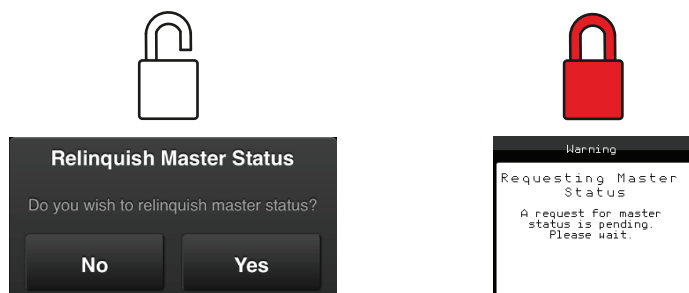 Relinquish Master Status
Do you wish to relinquish master status?
No
Yes
Warning
Requesting Master
Status
A request for master
status is pending.
Please wait.